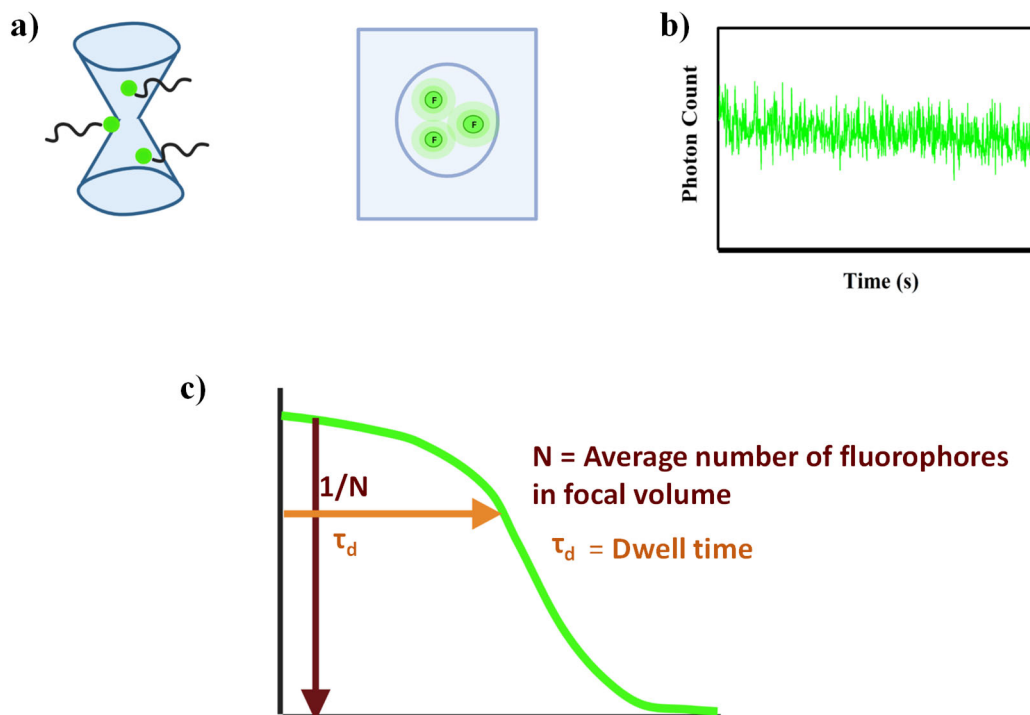 a)
F
F
F
b)
Photon Count
Time (s)
c)
1/N
τd
N = Average number of fluorophores
in focal volume
τd = Dwell time